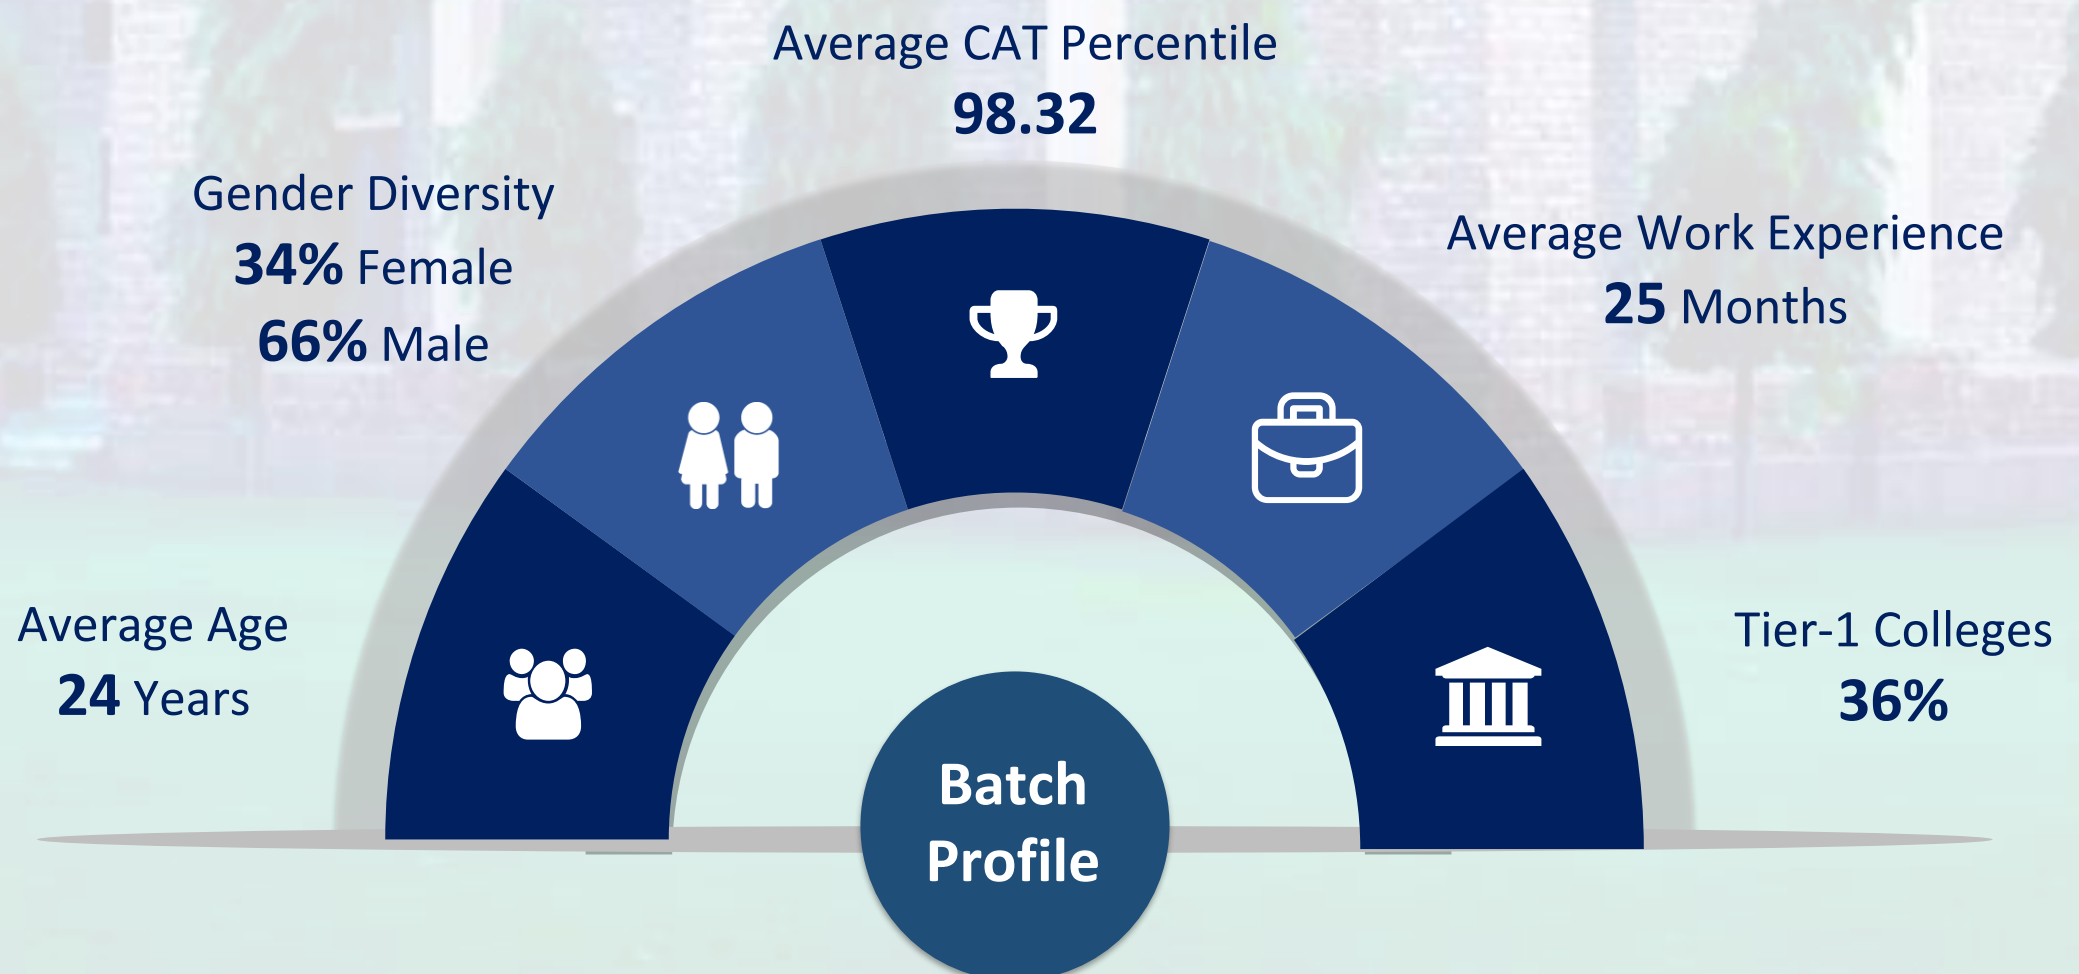 Average CAT Percentile
98.32
Gender Diversity
34% Female
66% Male
Average Work Experience
25 Months
Average Age
24 Years
Tier-1 Colleges
36%
Batch
Profile